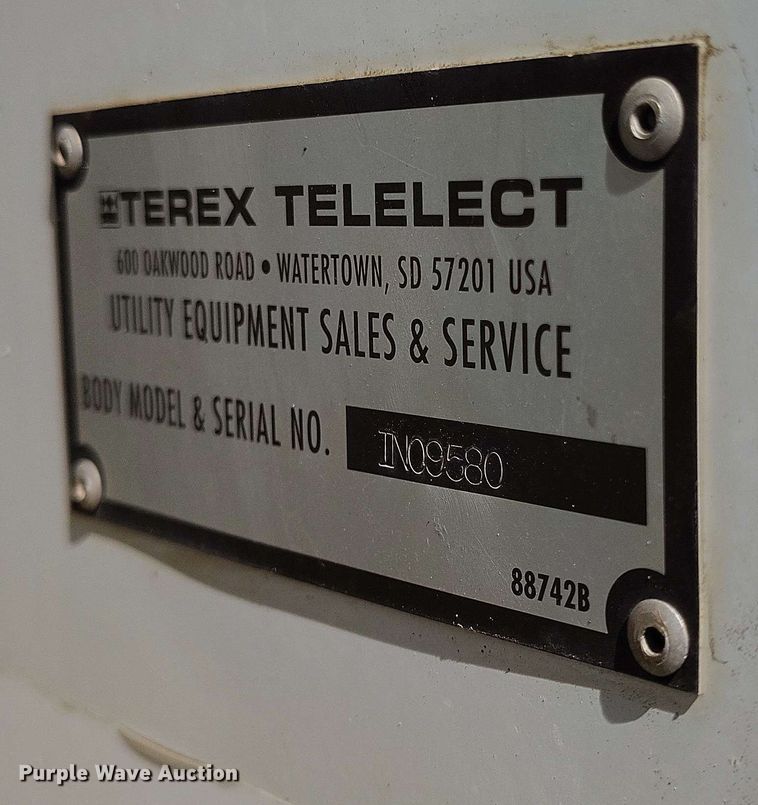 TEREX TELELECT
600 OAKWOOD ROAD • WATERTOWN, SD 57201 USA
UTILITY EQUIPMENT SALES & SERVICE
BODY MODEL & SERIAL NO. IN09580
88742B
Purple Wave Auction